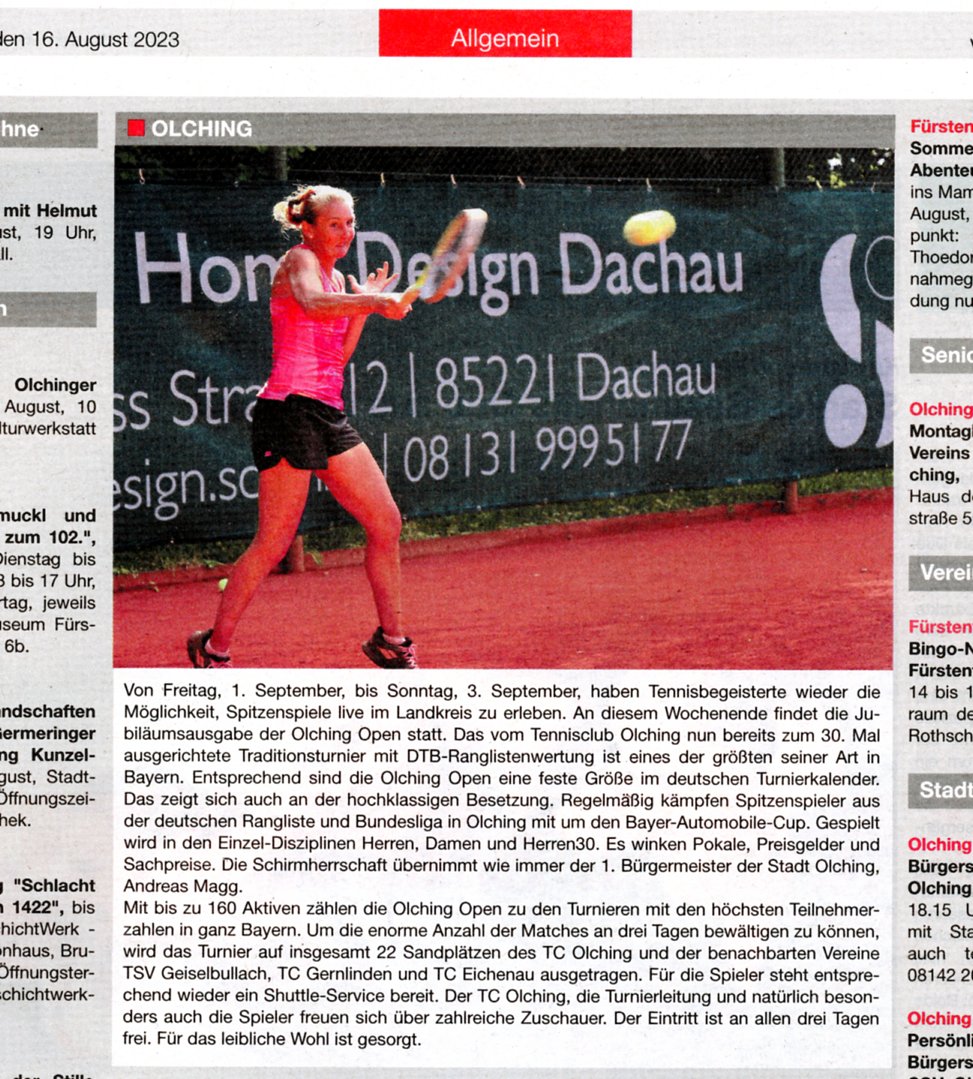 den 16. August 2023
Allgemein
hne
mit Helmut
ust, 19 Uhr,
ll.
n
Olchinger
August, 10
lturwerkstatt
muckl und
zum 102.",
Dienstag bis
3 bis 17 Uhr,
rtag, jeweils
useum Fürs-
6b.
andschaften
Germeringer
ng Kunzel-
gust, Stadt-
Öffnungszei-
hek.
g "Schlacht
n 1422", bis
chichtWerk -
onhaus, Bru-
Öffnungster-
schichtwerk-
der Stille
OLCHING
Home Design Dachau
ss Stra 12 | 85221 Dachau
| 08131 9995177
esign.sc
Von Freitag, 1. September, bis Sonntag, 3. September, haben Tennisbegeisterte wieder die
Möglichkeit, Spitzenspiele live im Landkreis zu erleben. An diesem Wochenende findet die Ju-
biläumsausgabe der Olching Open statt. Das vom Tennisclub Olching nun bereits zum 30. Mal
ausgerichtete Traditionsturnier mit DTB-Ranglistenwertung ist eines der größten seiner Art in
Bayern. Entsprechend sind die Olching Open eine feste Größe im deutschen Turnierkalender.
Das zeigt sich auch an der hochklassigen Besetzung. Regelmäßig kämpfen Spitzenspieler aus
der deutschen Rangliste und Bundesliga in Olching mit um den Bayer-Automobile-Cup. Gespielt
wird in den Einzel-Disziplinen Herren, Damen und Herren30. Es winken Pokale, Preisgelder und
Sachpreise. Die Schirmherrschaft übernimmt wie immer der 1. Bürgermeister der Stadt Olching,
Andreas Magg.
Mit bis zu 160 Aktiven zählen die Olching Open zu den Turnieren mit den höchsten Teilnehmer-
zahlen in ganz Bayern. Um die enorme Anzahl der Matches an drei Tagen bewältigen zu können,
wird das Turnier auf insgesamt 22 Sandplätzen des TC Olching und der benachbarten Vereine
TSV Geiselbullach, TC Gernlinden und TC Eichenau ausgetragen. Für die Spieler steht entspre-
chend wieder ein Shuttle-Service bereit. Der TC Olching, die Turnierleitung und natürlich beson-
ders auch die Spieler freuen sich über zahlreiche Zuschauer. Der Eintritt ist an allen drei Tagen
frei. Für das leibliche Wohl ist gesorgt.
Fürsten
Somme
Abenteu
ins Mam
August,
punkt:
Thoedor
nahmeg
dung nu
Senio
Olching
Montagl
Vereins
ching,
Haus de
straße 5
Verei
Fürsten
Bingo-N
Fürsten
14 bis 1
raum de
Rothsch
Stadt
Olching
Bürgers
Olching
18.15 U
mit Sta
auch te
08142 20
Olching
Persönli
Bürgers